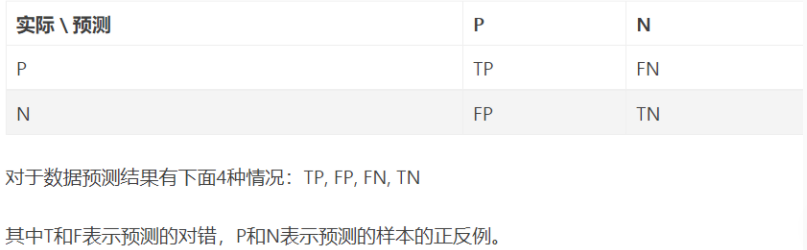 实际 \ 预测 P N
P TP FN
N FP TN
对于数据预测结果有下面4种情况：TP, FP, FN, TN
其中T和F表示预测的对错，P和N表示预测的样本的正反例。